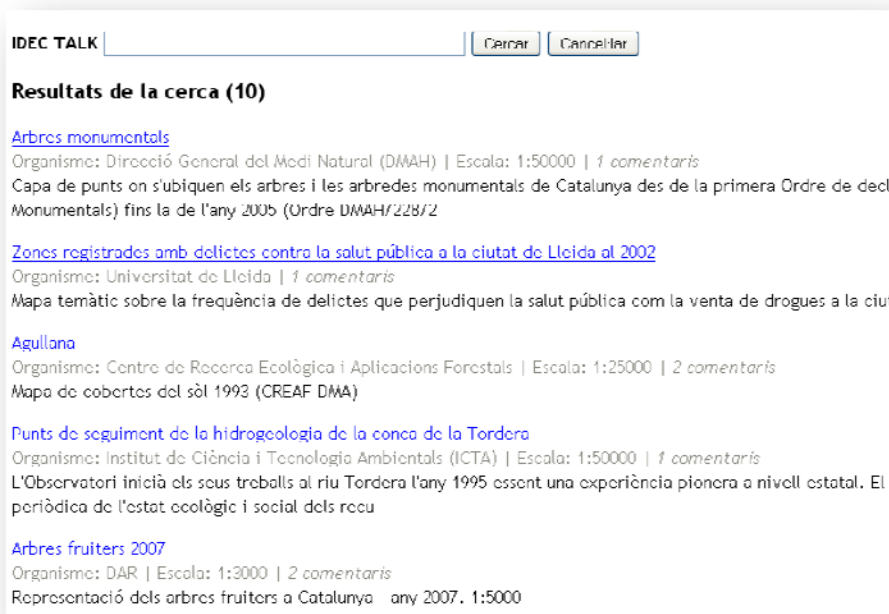 IDEC TALK Cercar Cancel·lar
Resultats de la cerca (10)
Arbres monumentals
Organisme: Direcció General del Medi Natural (DMAH) | Escala: 1:50000 | 1 comentaris
Capa de punts on s'ubiquen els arbres i les arbredes monumentals de Catalunya des de la primera Ordre de decl
Monumentals) fins la de l'any 2005 (Ordre DMAH/228/2
Zones registrades amb delictes contra la salut pública a la ciutat de Lleida al 2002
Organisme: Universitat de Lleida | 1 comentaris
Mapa temàtic sobre la freqüència de delictes que perjudiquen la salut pública com la venta de drogues a la ciu
Agullana
Organisme: Centre de Recerca Ecològica i Aplicacions Forestals | Escala: 1:25000 | 2 comentaris
Mapa de cobertes del sòl 1993 (CREAF DMA)
Punts de seguiment de la hidrogeologia de la conca de la Tordera
Organisme: Institut de Ciència i Tecnologia Ambientals (ICTA) | Escala: 1:50000 | 1 comentaris
L'Observatori inicià els seus treballs al riu Tordera l'any 1995 essent una experiència pionera a nivell estatal. El
periòdica de l'estat ecològic i social dels recu
Arbres fruiters 2007
Organisme: DAR | Escala: 1:3000 | 2 comentaris
Representació dels arbres fruiters a Catalunya any 2007. 1:5000